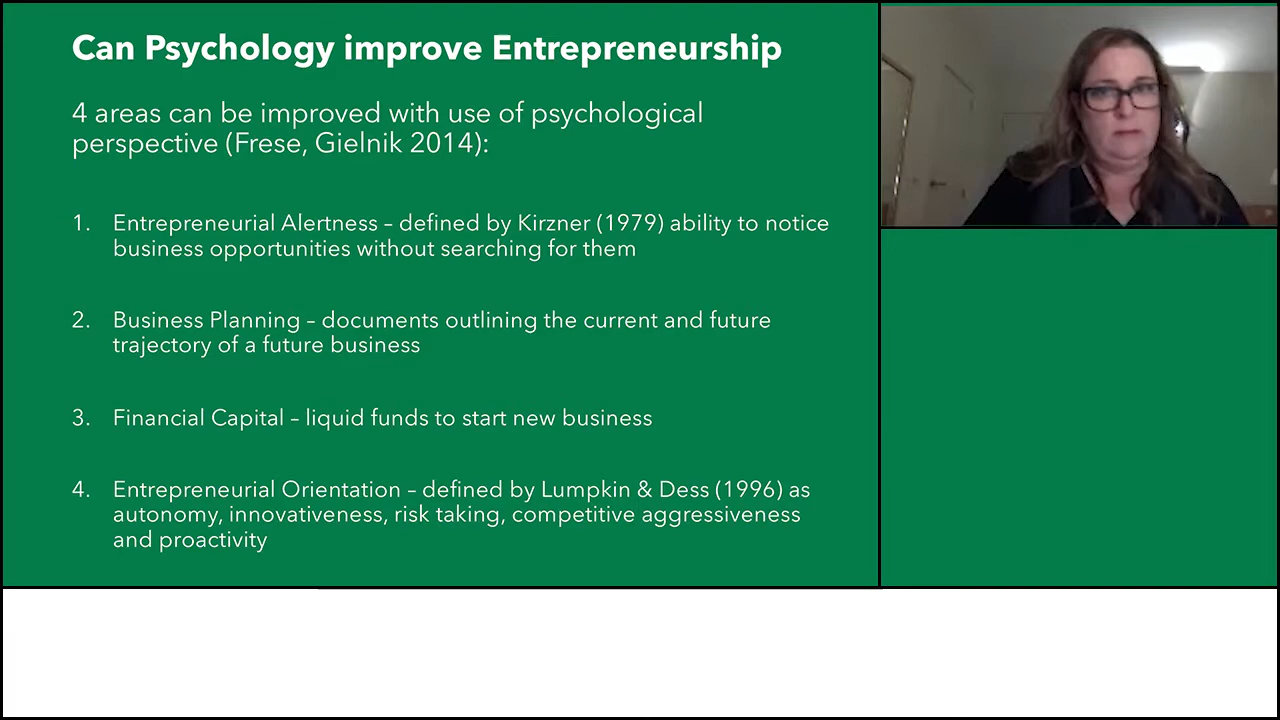 Can Psychology improve Entrepreneurship
4 areas can be improved with use of psychological
perspective (Frese, Gielnik 2014):
1. Entrepreneurial Alertness – defined by Kirzner (1979) ability to notice
business opportunities without searching for them
2. Business Planning – documents outlining the current and future
trajectory of a future business
3. Financial Capital – liquid funds to start new business
4. Entrepreneurial Orientation – defined by Lumpkin & Dess (1996) as
autonomy, innovativeness, risk taking, competitive aggressiveness
and proactivity